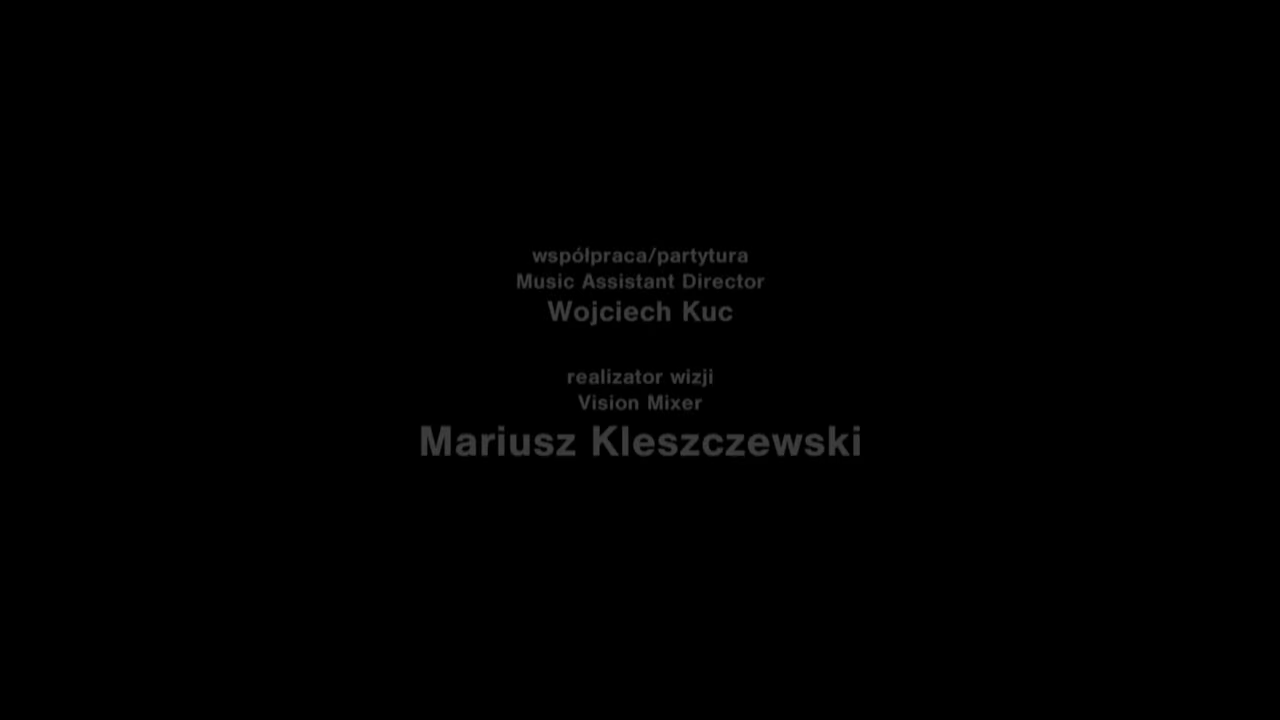 współpraca/partytura
Music Assistant Director
Wojciech Kuc
realizator wizji
Vision Mixer
Mariusz Kleszczewski